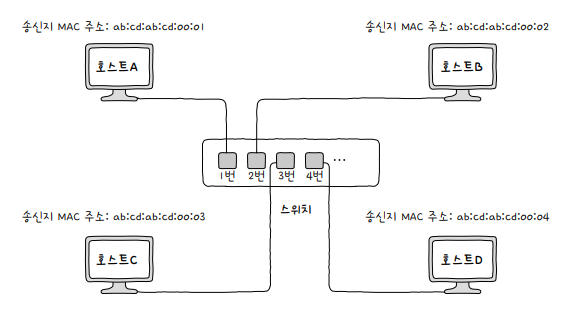 송신지 MAC 주소: ab:cd:ab:cd:00:01
송신지 MAC 주소: ab:cd:ab:cd:00:02
호스트A
호스트B
1번 2번 3번 4번 ...
스위치
송신지 MAC 주소: ab:cd:ab:cd:00:03
송신지 MAC 주소: ab:cd:ab:cd:00:04
호스트C
호스트D